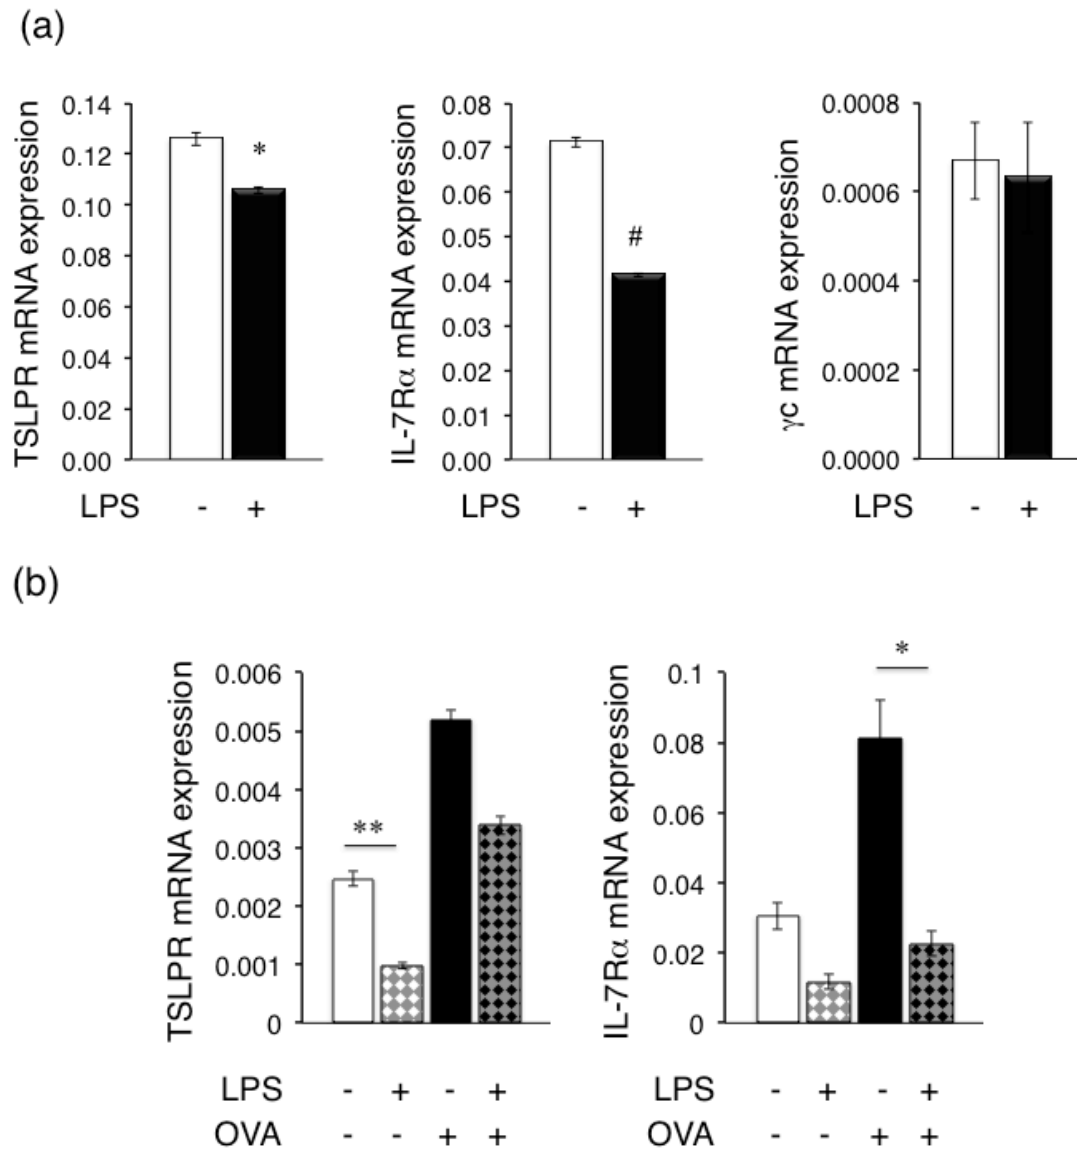 (a)
TSLPR mRNA expression
0.14
0.12
0.10
0.08
0.06
0.04
0.02
0.00
*
LPS - +
IL-7Rα mRNA expression
0.08
0.07
0.06
0.05
0.04
0.03
0.02
0.01
0.00
#
LPS - +
γc mRNA expression
0.0008
0.0006
0.0004
0.0002
0.0000
LPS - +
(b)
TSLPR mRNA expression
0.006
0.005
0.004
0.003
0.002
0.001
0
**
LPS - + - +
OVA - - + +
IL-7Rα mRNA expression
0.1
0.08
0.06
0.04
0.02
0
*
LPS - + - +
OVA - - + +